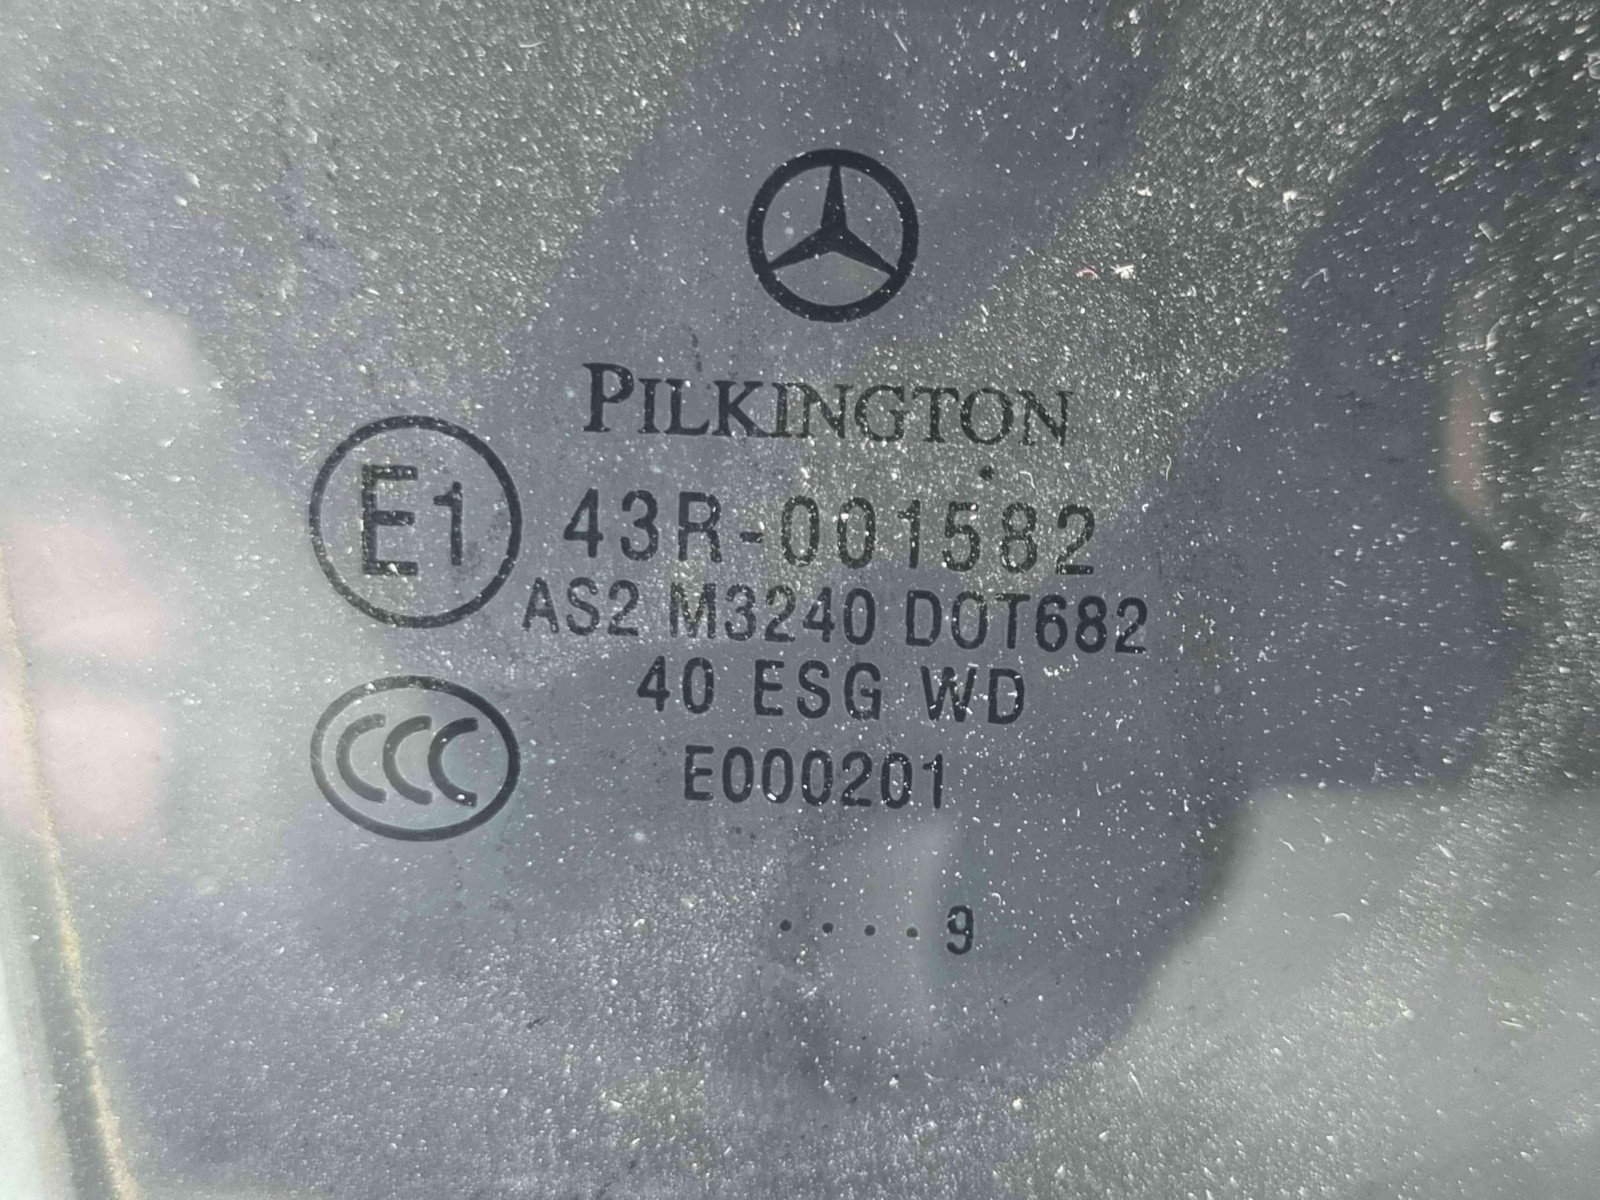 PILKINGTON
E1 43R-001582
AS2 M3240 DOT682
40 ESG WD
CCC E000201
....9